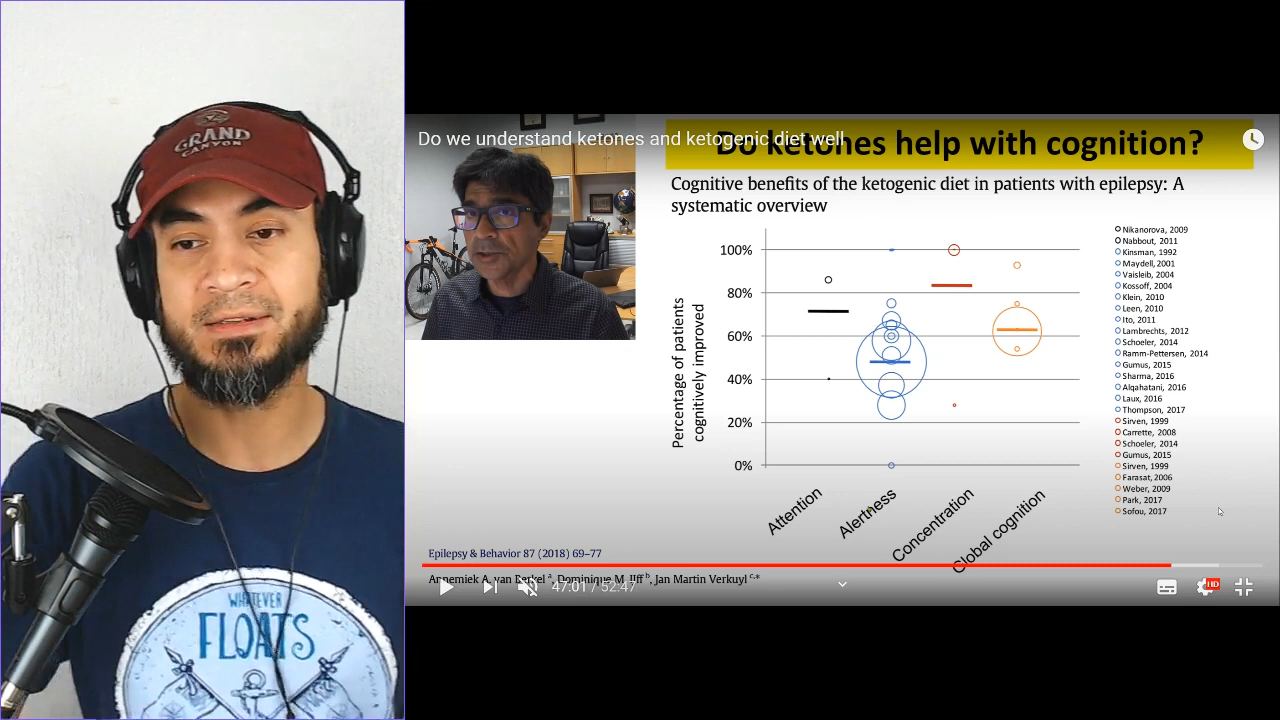 GRAND
CANYON
WHATEVER
FLOATS
Do we understand ketones and ketogenic diet well
Do ketones help with cognition?
Cognitive benefits of the ketogenic diet in patients with epilepsy: A
systematic overview
Percentage of patients
cognitively improved
100%
80%
60%
40%
20%
0%
Attention
Alertness
Concentration
Global cognition
Nikanorova, 2009
Nabbout, 2011
Kinsman, 1992
Maydell, 2001
Vaisleib, 2004
Kossoff, 2004
Klein, 2010
Leen, 2010
Ito, 2011
Lambrechts, 2012
Schoeler, 2014
Ramm-Pettersen, 2014
Gumus, 2015
Sharma, 2016
Alqahatani, 2016
Laux, 2016
Thompson, 2017
Sirven, 1999
Carrette, 2008
Schoeler, 2014
Gumus, 2015
Sirven, 1999
Farasat, 2006
Weber, 2009
Park, 2017
Sofou, 2017
Epilepsy & Behavior 87 (2018) 69–77
Annemiek A. van Berkel a, Dominique M. IJff b, Jan Martin Verkuyl c,*
47:01 / 52:47
HD